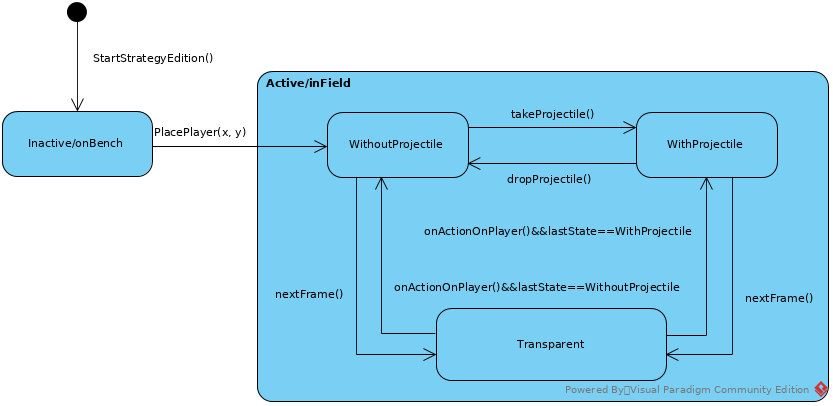 StartStrategyEdition()
Active/inField
Inactive/onBench
PlacePlayer(x, y)
WithoutProjectile
takeProjectile()
WithProjectile
dropProjectile()
onActionOnPlayer()&&lastState==WithProjectile
onActionOnPlayer()&&lastState==WithoutProjectile
nextFrame()
nextFrame()
Transparent
Powered By Visual Paradigm Community Edition